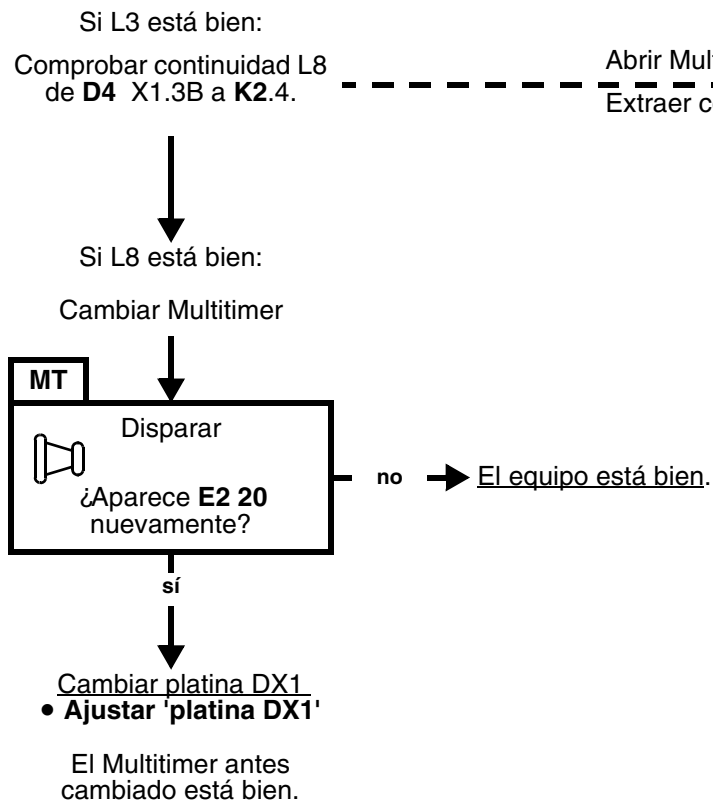 Si L3 está bien:
Comprobar continuidad L8
de D4 X1.3B a K2.4.
Abrir
Extraer
Si L8 está bien:
Cambiar Multitimer
MT
Disparar
¿Aparece E2 20
nuevamente?
no
El equipo está bien.
sí
Cambiar platina DX1
• Ajustar 'platina DX1'
El Multitimer antes
cambiado está bien.